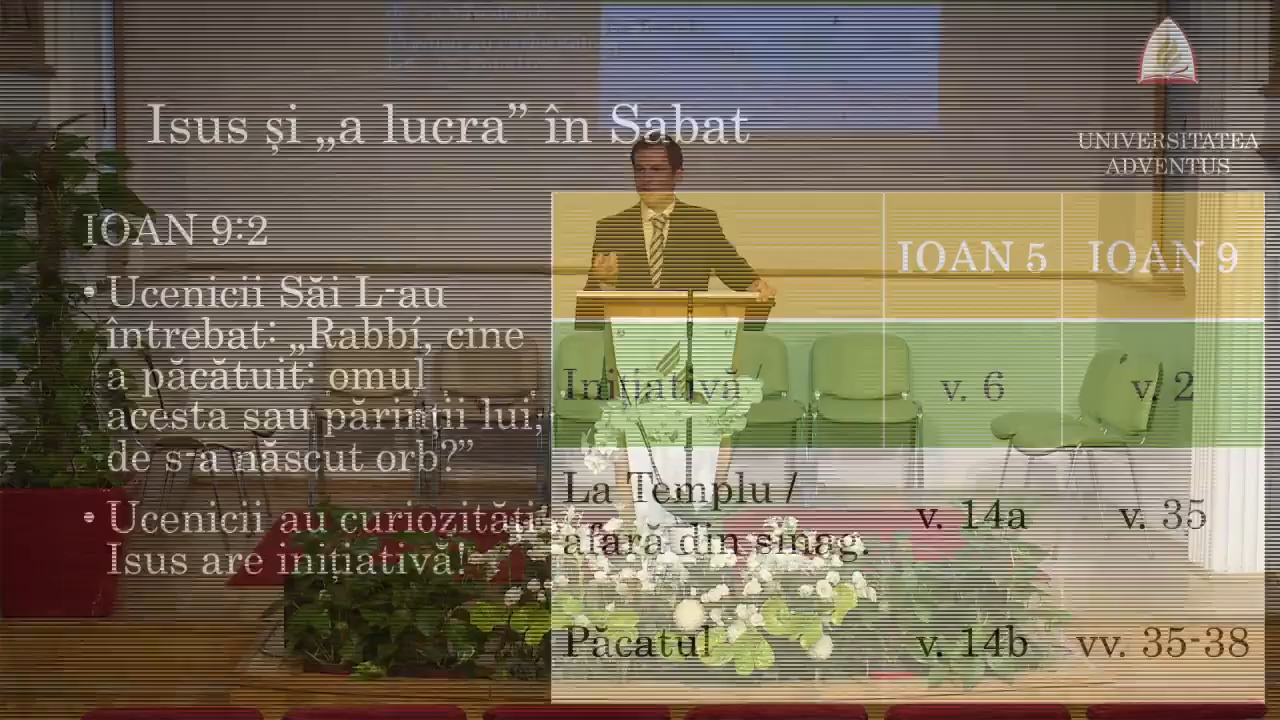 Isus și „a lucra” în Sabat
UNIVERSITATEA
ADVENTUS
IOAN 9:2
• Ucenicii Săi L-au
întrebat: „Rabbí, cine
a păcătuit: omul
acesta sau părinții lui,
de s-a născut orb?”
• Ucenicii au curiozități,
Isus are inițiativă!
IOAN 5 IOAN 9
Inițiativă v. 6 v. 2
La Templu /
afară din sinag. v. 14a v. 35
Păcatul v. 14b vv. 35-38